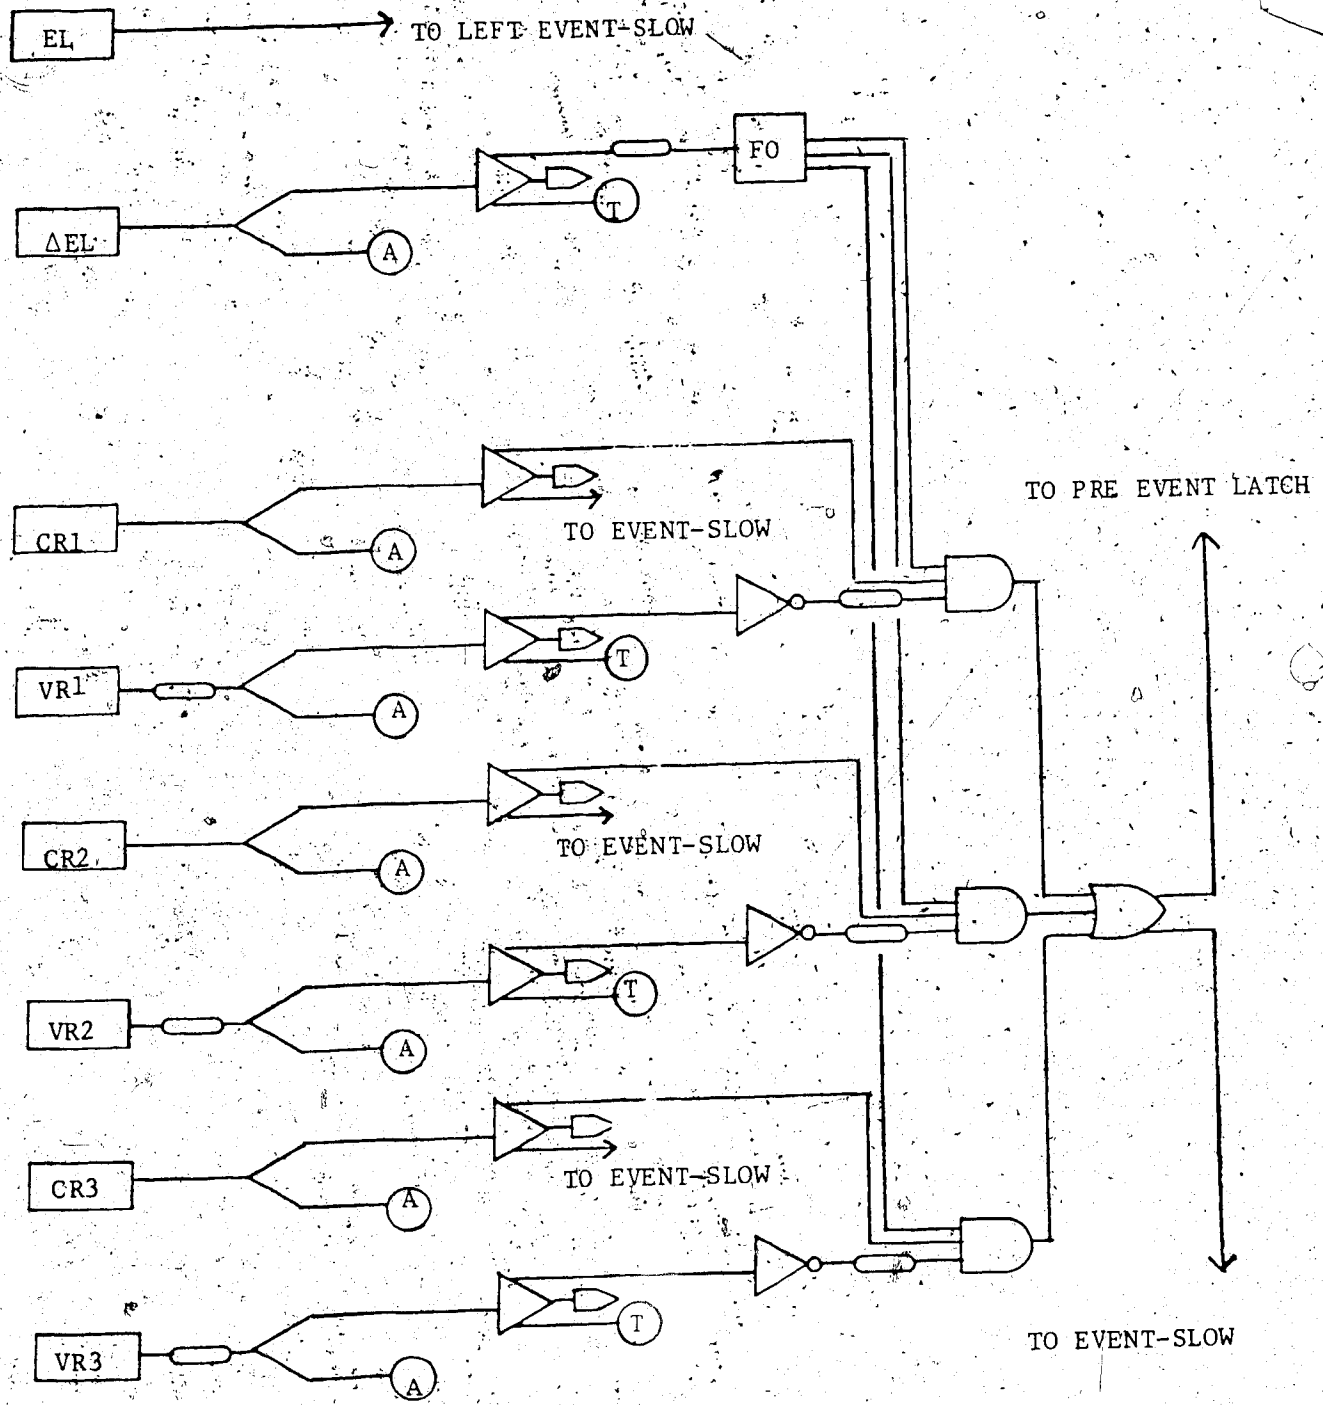 EL
TO LEFT EVENT-SLOW
FO
T
ΔEL
A
TO PRE EVENT LATCH
CR1
TO EVENT-SLOW
A
VR1
T
A
CR2
TO EVENT-SLOW
A
VR2
T
A
CR3
TO EVENT-SLOW
A
VR3
T
TO EVENT-SLOW
A